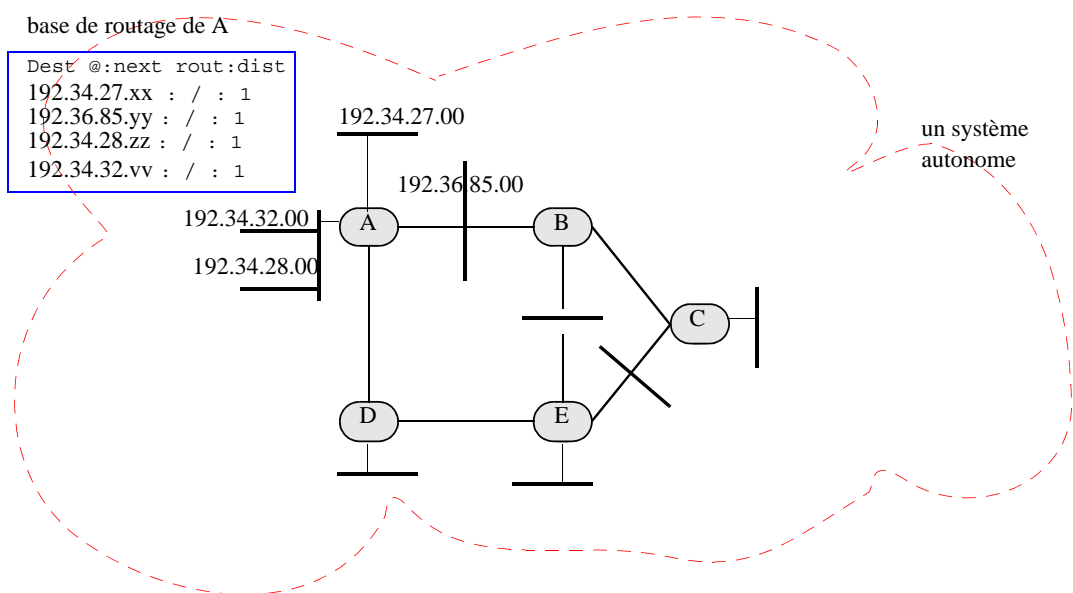 base de routage de A
Dest @:next rout:dist
192.34.27.xx : / : 1
192.36.85.yy : / : 1
192.34.28.zz : / : 1
192.34.32.vv : / : 1
192.34.27.00
un système
autonome
192.36.85.00
192.34.32.00
A
B
192.34.28.00
C
D
E